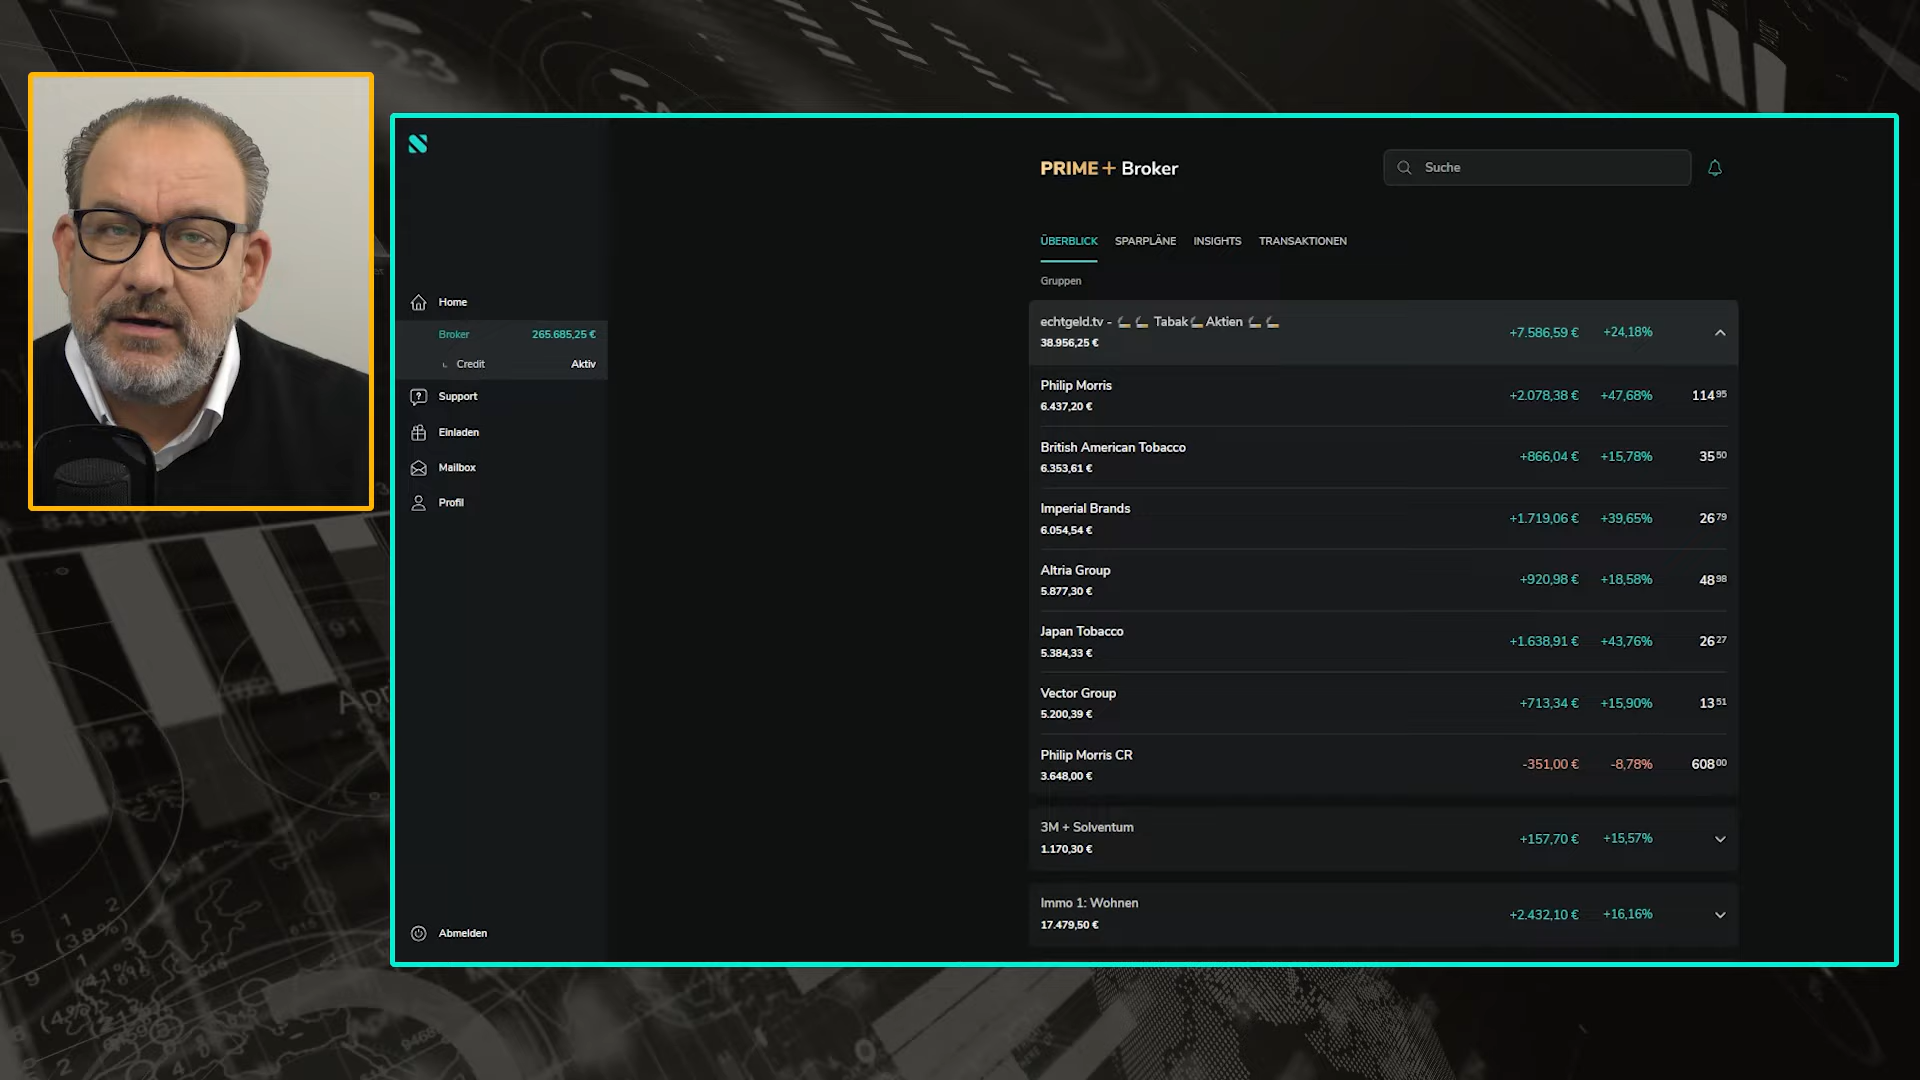 PRIME+ Broker
Suche
ÜBERBLICK SPARPLÄNE INSIGHTS TRANSAKTIONEN
Gruppen
Home
Broker 265.685,25 €
Credit Aktiv
Support
Einladen
Mailbox
Profil
Abmelden
echtgeld.tv - 🚬 🚬 Tabak🚬Aktien 🚬 🚬 +7.586,59 € +24,18%
38.956,25 €
Philip Morris +2.078,38 € +47,68% 114 95
6.437,20 €
British American Tobacco +866,04 € +15,78% 35 50
6.353,61 €
Imperial Brands +1.719,06 € +39,65% 26 79
6.054,54 €
Altria Group +920,98 € +18,58% 48 98
5.877,30 €
Japan Tobacco +1.638,91 € +43,76% 26 27
5.384,33 €
Vector Group +713,34 € +15,90% 13 51
5.200,39 €
Philip Morris CR -351,00 € -8,78% 608 00
3.648,00 €
3M + Solventum +157,70 € +15,57%
1.170,30 €
Immo 1: Wohnen +2.432,10 € +16,16%
17.479,50 €